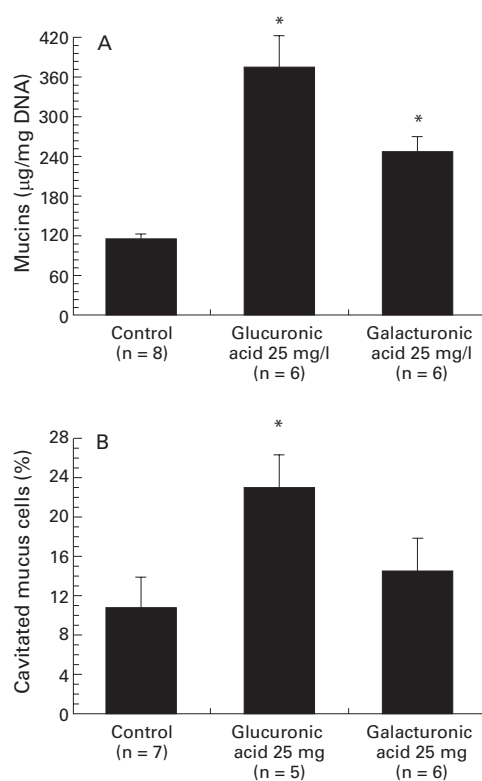 A
Mucins (µg/mg DNA)
420
360
300
240
180
120
60
0
*
*
Control
(n = 8)
Glucuronic
acid 25 mg/l
(n = 6)
Galacturonic
acid 25 mg/l
(n = 6)
B
Cavitated mucus cells (%)
28
24
20
16
12
8
4
0
*
Control
(n = 7)
Glucuronic
acid 25 mg
(n = 5)
Galacturonic
acid 25 mg
(n = 6)